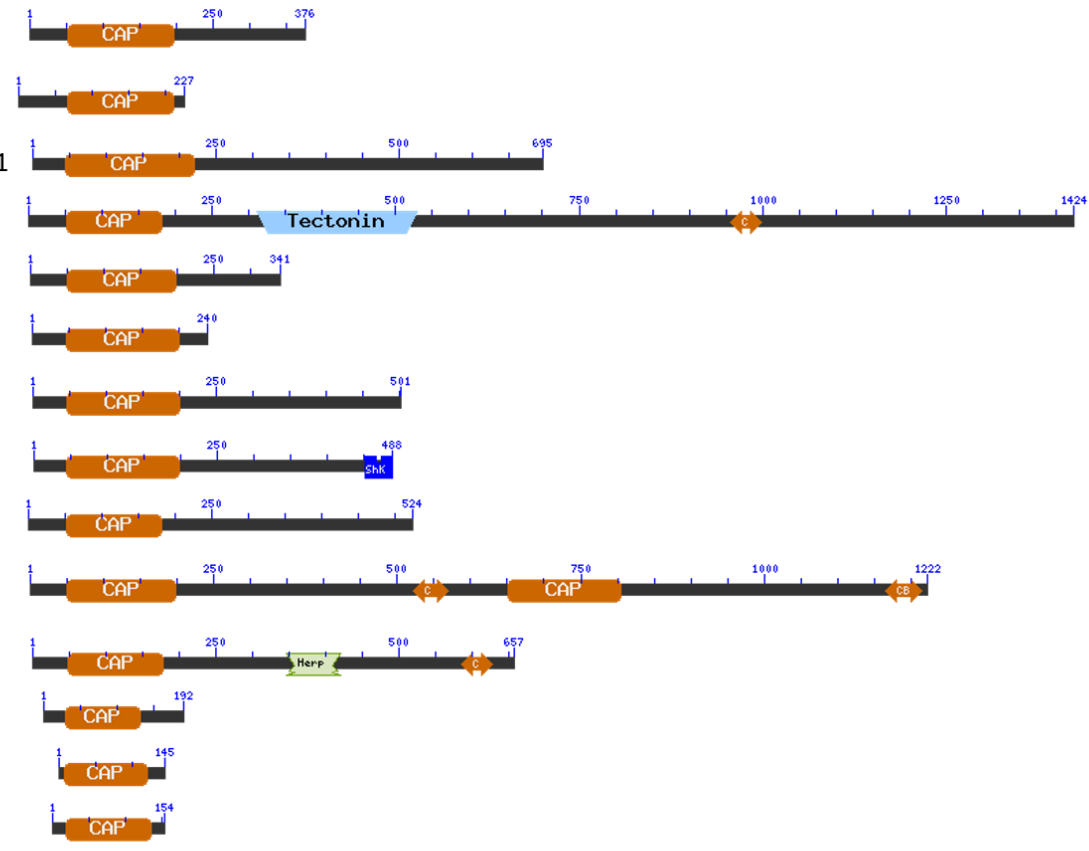 1 250 376
CAP
1 227
CAP
1 250 500 695
1 CAP
1 250 500 750 1000 1250 1424
CAP Tectonin C
1 250 341
CAP
1 240
CAP
1 250 501
CAP
1 250 488
CAP ShK
1 250 524
CAP
1 250 500 750 1000 1222
CAP C CAP CB
1 250 500 657
CAP Herp C
1 192
CAP
1 145
CAP
1 154
CAP